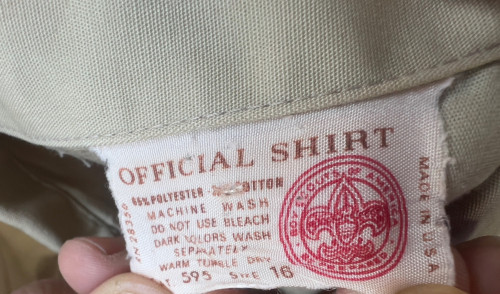 OFFICIAL SHIRT
65% POLYESTER - COTTON
MACHINE WASH
DO NOT USE BLEACH
DARK COLORS WASH
SEPARATELY
WARM TUMBLE DRY
595 SIZE 16
BOY SCOUTS OF AMERICA
MADE IN U.S.A.